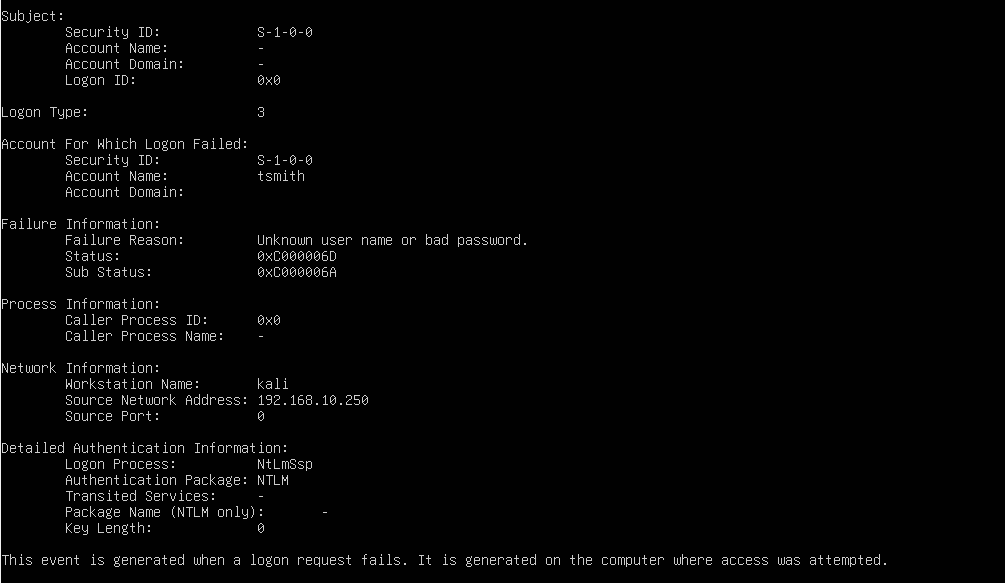 Subject:
Security ID: S-1-0-0
Account Name: -
Account Domain: -
Logon ID: 0x0
Logon Type: 3
Account For Which Logon Failed:
Security ID: S-1-0-0
Account Name: tsmith
Account Domain:
Failure Information:
Failure Reason: Unknown user name or bad password.
Status: 0xC000006D
Sub Status: 0xC000006A
Process Information:
Caller Process ID: 0x0
Caller Process Name: -
Network Information:
Workstation Name: kali
Source Network Address: 192.168.10.250
Source Port: 0
Detailed Authentication Information:
Logon Process: NtLmSsp
Authentication Package: NTLM
Transited Services: -
Package Name (NTLM only): -
Key Length: 0
This event is generated when a logon request fails. It is generated on the computer where access was attempted.